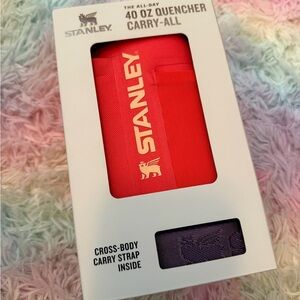 THE ALL-DAY
40 OZ QUENCHER
CARRY-ALL
STANLEY
STANLEY
CROSS-BODY
CARRY STRAP
INSIDE